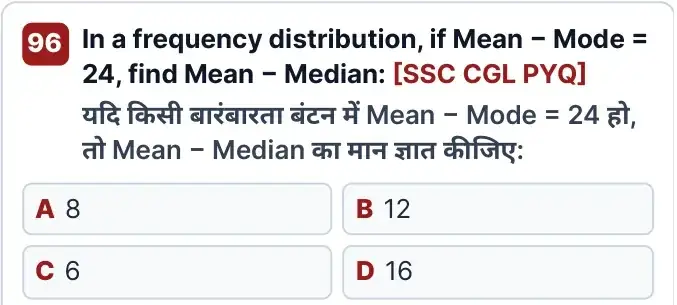 96 In a frequency distribution, if Mean − Mode =
24, find Mean − Median: [SSC CGL PYQ]
यदि किसी बारंबारता बंटन में Mean − Mode = 24 हो,
तो Mean − Median का मान ज्ञात कीजिए:
A 8
B 12
C 6
D 16